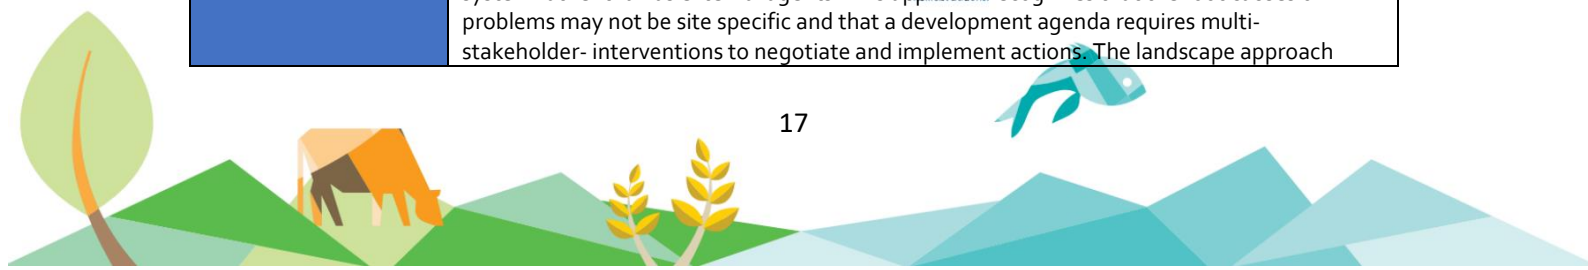 problems may not be site specific and that a development agenda requires multi-
stakeholder- interventions to negotiate and implement actions. The landscape approach
17